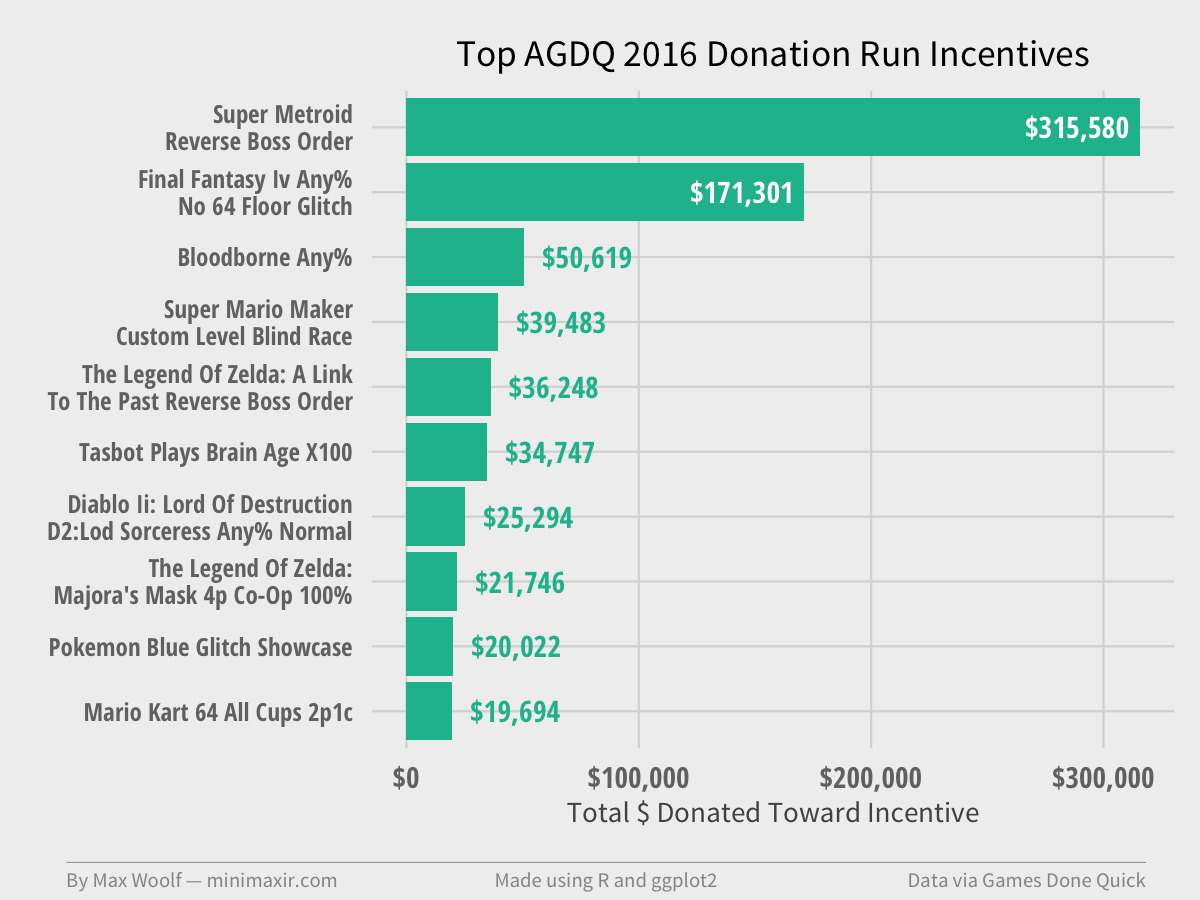 Top AGDQ 2016 Donation Run Incentives
Super Metroid
Reverse Boss Order
$315,580
Final Fantasy Iv Any%
No 64 Floor Glitch
$171,301
Bloodborne Any%
$50,619
Super Mario Maker
Custom Level Blind Race
$39,483
The Legend Of Zelda: A Link
To The Past Reverse Boss Order
$36,248
Tasbot Plays Brain Age X100
$34,747
Diablo Ii: Lord Of Destruction
D2:Lod Sorceress Any% Normal
$25,294
The Legend Of Zelda:
Majora's Mask 4p Co-Op 100%
$21,746
Pokemon Blue Glitch Showcase
$20,022
Mario Kart 64 All Cups 2p1c
$19,694
$0 $100,000 $200,000 $300,000
Total $ Donated Toward Incentive
By Max Woolf — minimaxir.com Made using R and ggplot2 Data via Games Done Quick